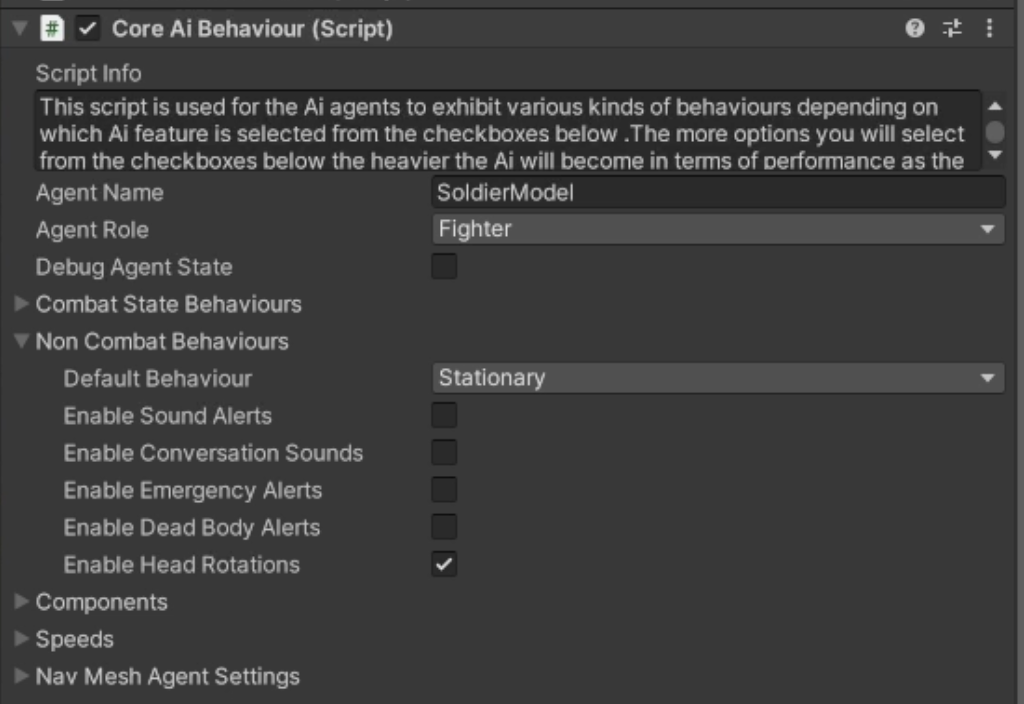 Core Ai Behaviour (Script)
Script Info
This script is used for the Ai agents to exhibit various kinds of behaviours depending on
which Ai feature is selected from the checkboxes below .The more options you will select
from the checkboxes below the heavier the Ai will become in terms of performance as the
Agent Name SoldierModel
Agent Role Fighter
Debug Agent State
Combat State Behaviours
Non Combat Behaviours
Default Behaviour Stationary
Enable Sound Alerts
Enable Conversation Sounds
Enable Emergency Alerts
Enable Dead Body Alerts
Enable Head Rotations
Components
Speeds
Nav Mesh Agent Settings